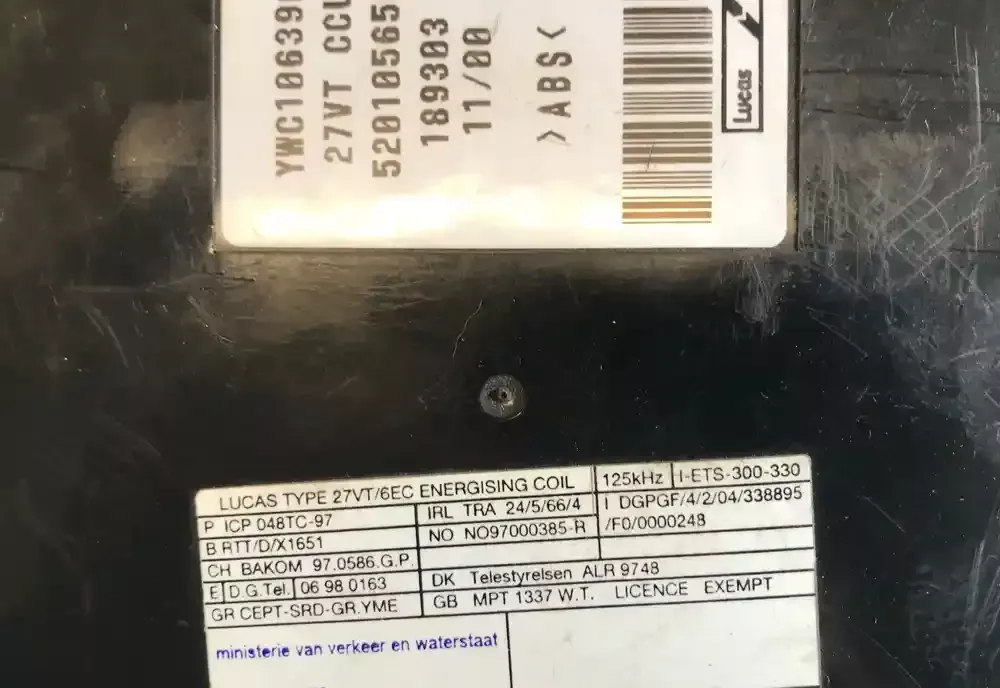 YWC10639
27VT CCU
52010565
189303
11/00
>ABS<
Lucas
LUCAS TYPE 27VT/6EC ENERGISING COIL
125kHz I-ETS-300-330
P ICP 048TC-97
IRL TRA 24/5/66/4
I DGPGF/4/2/04/338895
B RTT/D/X1651
NO NO97000385-R
/F0/0000248
CH BAKOM 97.0586.G.P.
E D.G.Tel. 06 98 0163
DK Telestyrelsen ALR 9748
GR CEPT-SRD-GR.YME
GB MPT 1337 W.T. LICENCE EXEMPT
ministerie van verkeer en waterstaat